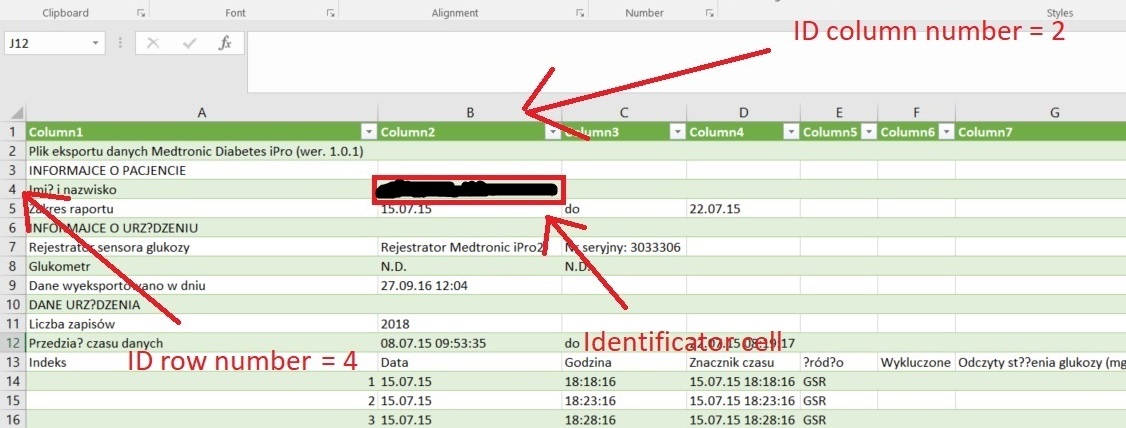 Clipboard Font Alignment Number Styles
ID column number = 2
J12 fx
A B C D E F G
1 Column1 Column2 Column3 Column4 Column5 Column6 Column7
2 Plik eksportu danych Medtronic Diabetes iPro (wer. 1.0.1)
3 INFORMAJCE O PACJENCIE
4 Imi? i nazwisko
5 Zakres raportu 15.07.15 do 22.07.15
6 INFORMAJCE O URZ?DZENIU
7 Rejestrator sensora glukozy Rejestrator Medtronic iPro2 Nr seryjny: 3033306
8 Glukometr N.D. N.D.
9 Dane wyeksportowano w dniu 27.09.16 12:04
10 DANE URZ?DZENIA
11 Liczba zapisów 2018
12 Przedzia? czasu danych 08.07.15 09:53:35 do 22.07.15
Identificator cell
ID row number = 4
13 Indeks Data Godzina Znacznik czasu ?ród?o Wykluczone Odczyty st??enia glukozy (mg
14 1 15.07.15 18:18:16 15.07.15 18:18:16 GSR
15 2 15.07.15 18:23:16 15.07.15 18:23:16 GSR
16 3 15.07.15 18:28:16 15.07.15 18:28:16 GSR